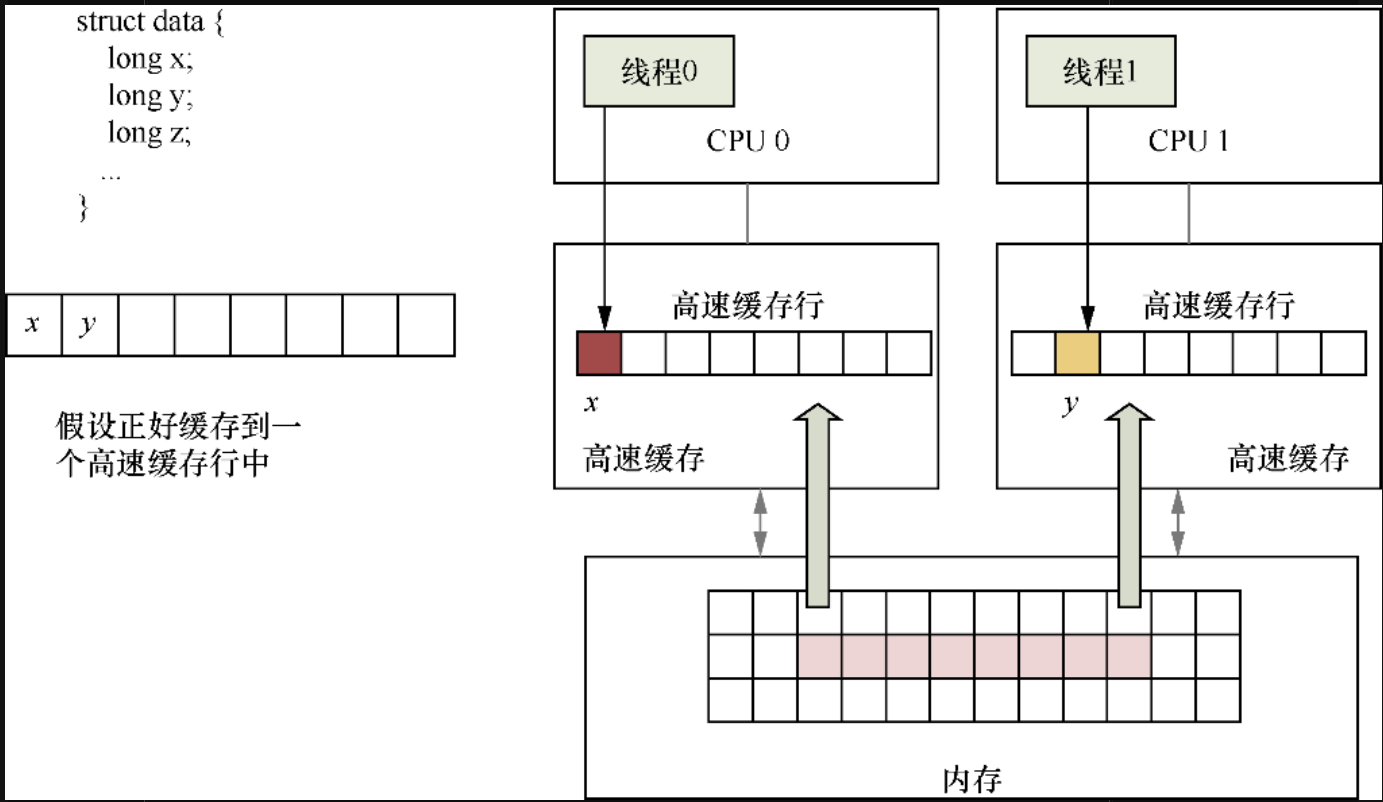 struct data {
long x;
long y;
long z;
...
}
x y
假设正好缓存到一
个高速缓存行中
线程0
CPU 0
线程1
CPU 1
高速缓存行
x
高速缓存
高速缓存行
y
高速缓存
内存